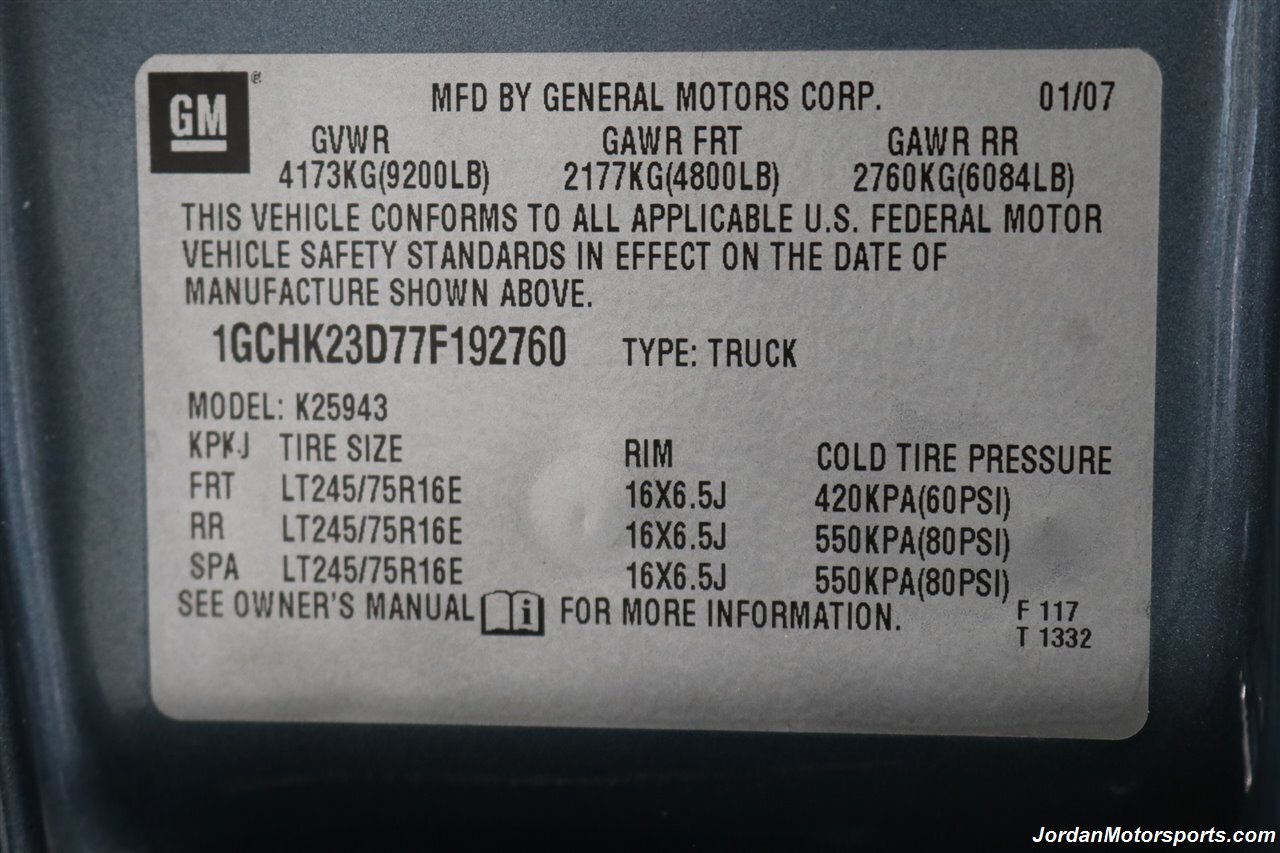 GM ®
MFD BY GENERAL MOTORS CORP. 01/07
GVWR GAWR FRT GAWR RR
4173KG(9200LB) 2177KG(4800LB) 2760KG(6084LB)
THIS VEHICLE CONFORMS TO ALL APPLICABLE U.S. FEDERAL MOTOR
VEHICLE SAFETY STANDARDS IN EFFECT ON THE DATE OF
MANUFACTURE SHOWN ABOVE.
1GCHK23D77F192760 TYPE: TRUCK
MODEL: K25943
KPKJ TIRE SIZE RIM COLD TIRE PRESSURE
FRT LT245/75R16E 16X6.5J 420KPA(60PSI)
RR LT245/75R16E 16X6.5J 550KPA(80PSI)
SPA LT245/75R16E 16X6.5J 550KPA(80PSI)
SEE OWNER'S MANUAL i FOR MORE INFORMATION.
F 117
T 1332
JordanMotorsports.com